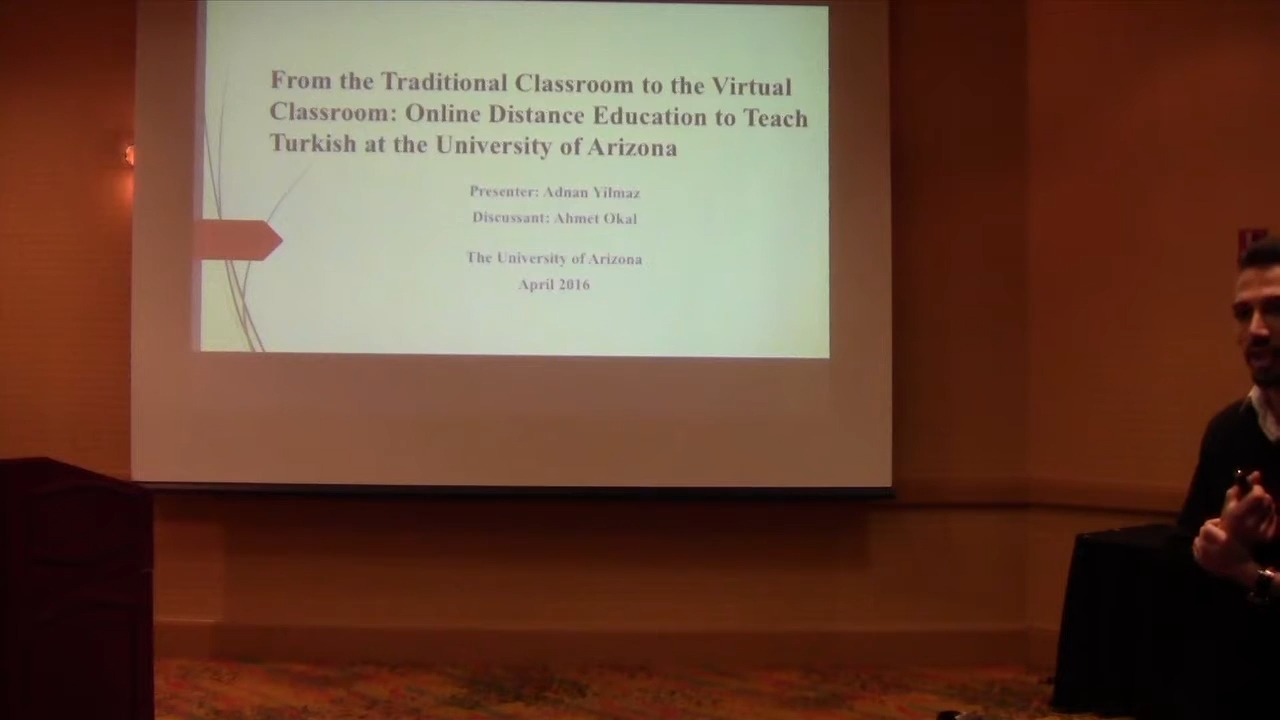 From the Traditional Classroom to the Virtual
Classroom: Online Distance Education to Teach
Turkish at the University of Arizona
Presenter: Adnan Yilmaz
Discussant: Ahmet Okal
The University of Arizona
April 2016